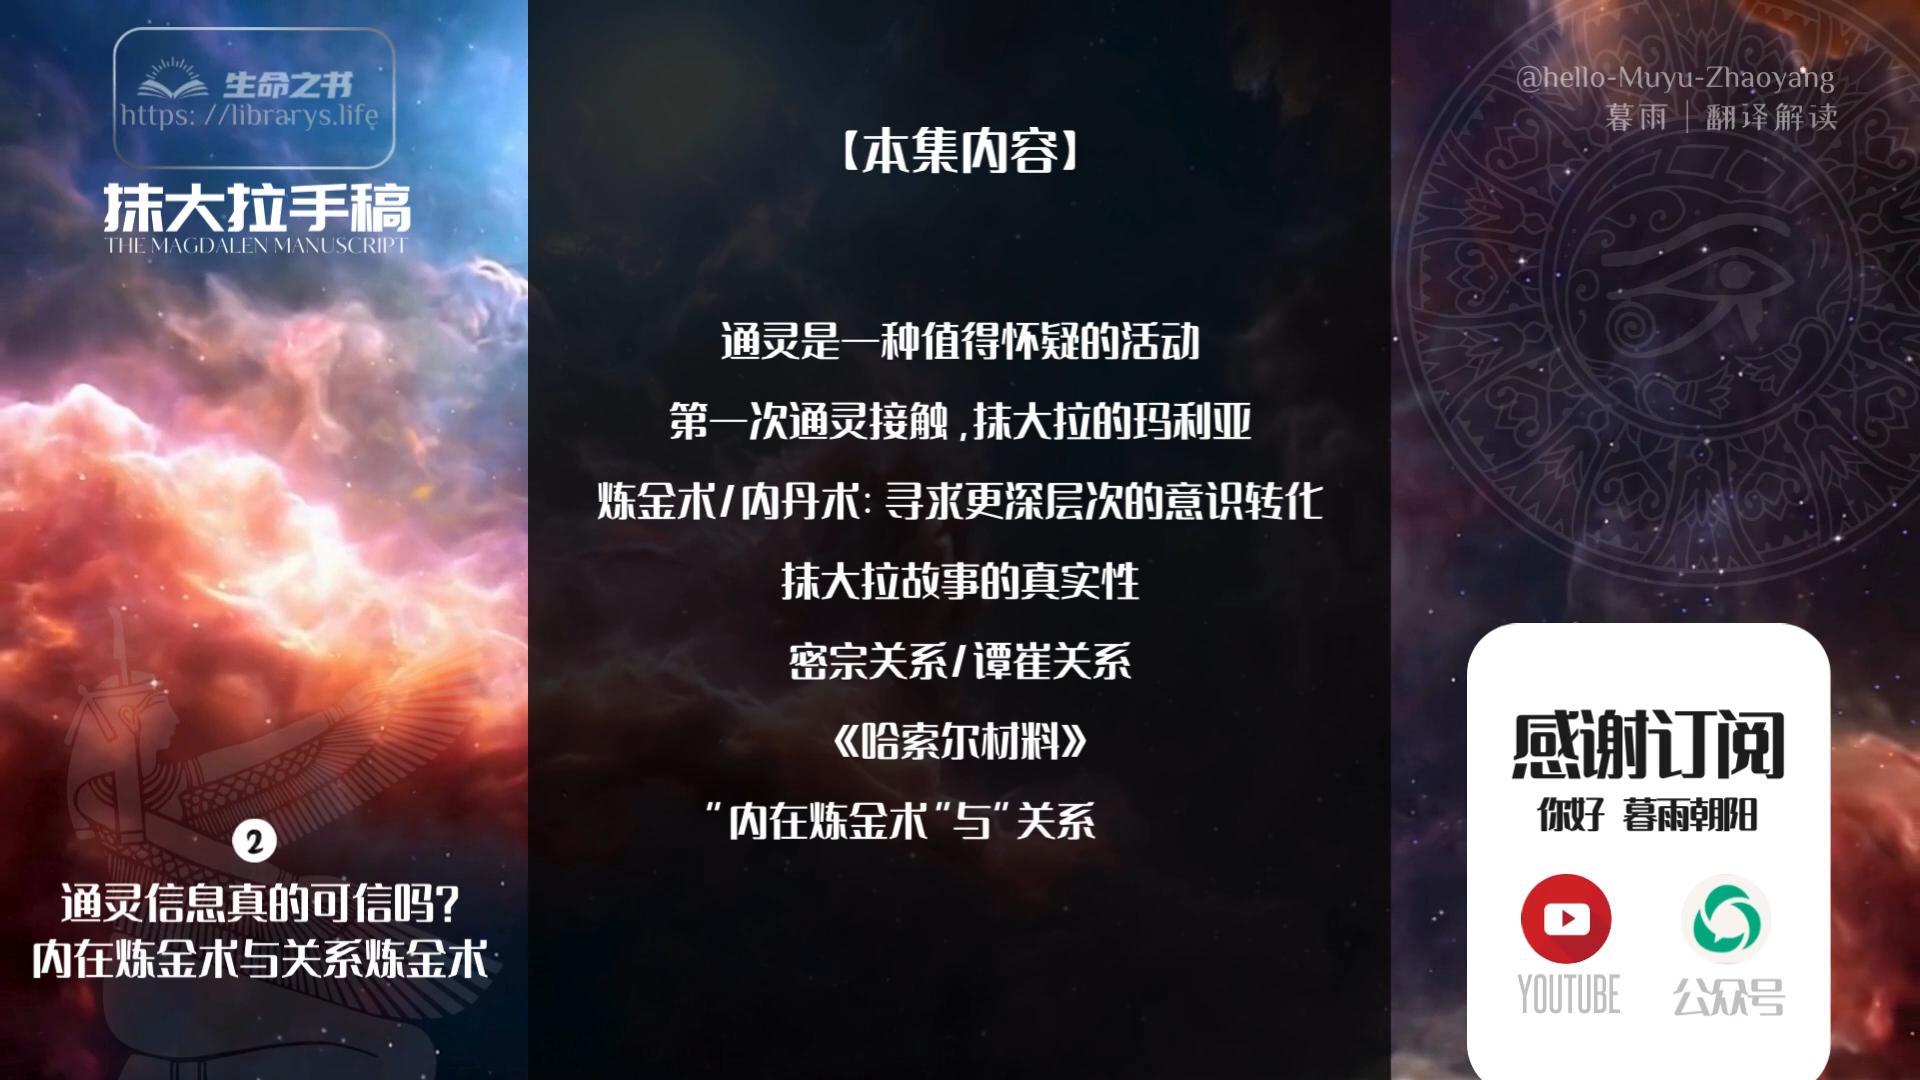 生命之书
https: //librarys.life
抹大拉手稿
THE MAGDALEN MANUSCRIPT
2
通灵信息真的可信吗?
内在炼金术与关系炼金术
【本集内容】
通灵是一种值得怀疑的活动
第一次通灵接触,抹大拉的玛利亚
炼金术/内丹术: 寻求更深层次的意识转化
抹大拉故事的真实性
密宗关系/谭崔关系
《哈索尔材料》
"内在炼金术"与"关系
@hello-Muyu-Zhaoyang
暮雨｜翻译解读
感谢订阅
你好 暮雨朝阳
YOUTUBE
公众号